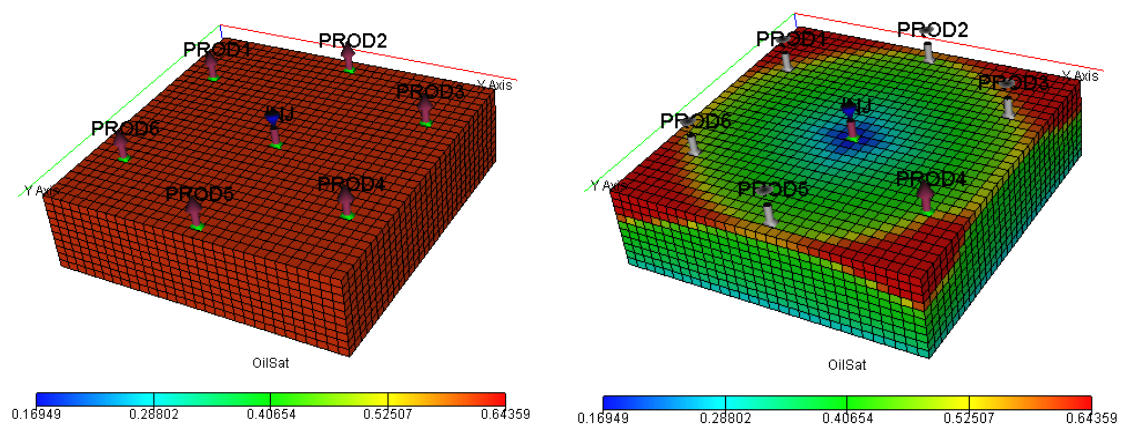 PROD1
PROD2
Y Axis
PROD3
INJ
PROD6
Y Axis
PROD5
PROD4
OilSat
0.16949 0.28802 0.40654 0.52507 0.64359
PROD1
PROD2
Y Axis
PROD3
INJ
PROD6
Y Axis
PROD5
PROD4
OilSat
0.16949 0.28802 0.40654 0.52507 0.64359